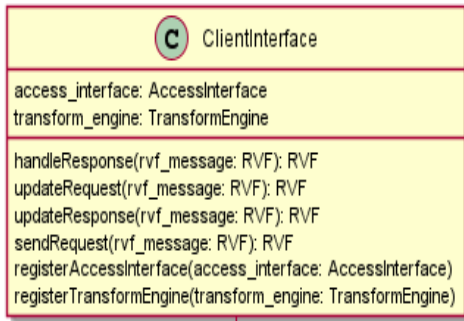 C ClientInterface
access_interface: AccessInterface
transform_engine: TransformEngine
handleResponse(rvf_message: RVF): RVF
updateRequest(rvf_message: RVF): RVF
updateResponse(rvf_message: RVF): RVF
sendRequest(rvf_message: RVF): RVF
registerAccessInterface(access_interface: AccessInterface)
registerTransformEngine(transform_engine: TransformEngine)